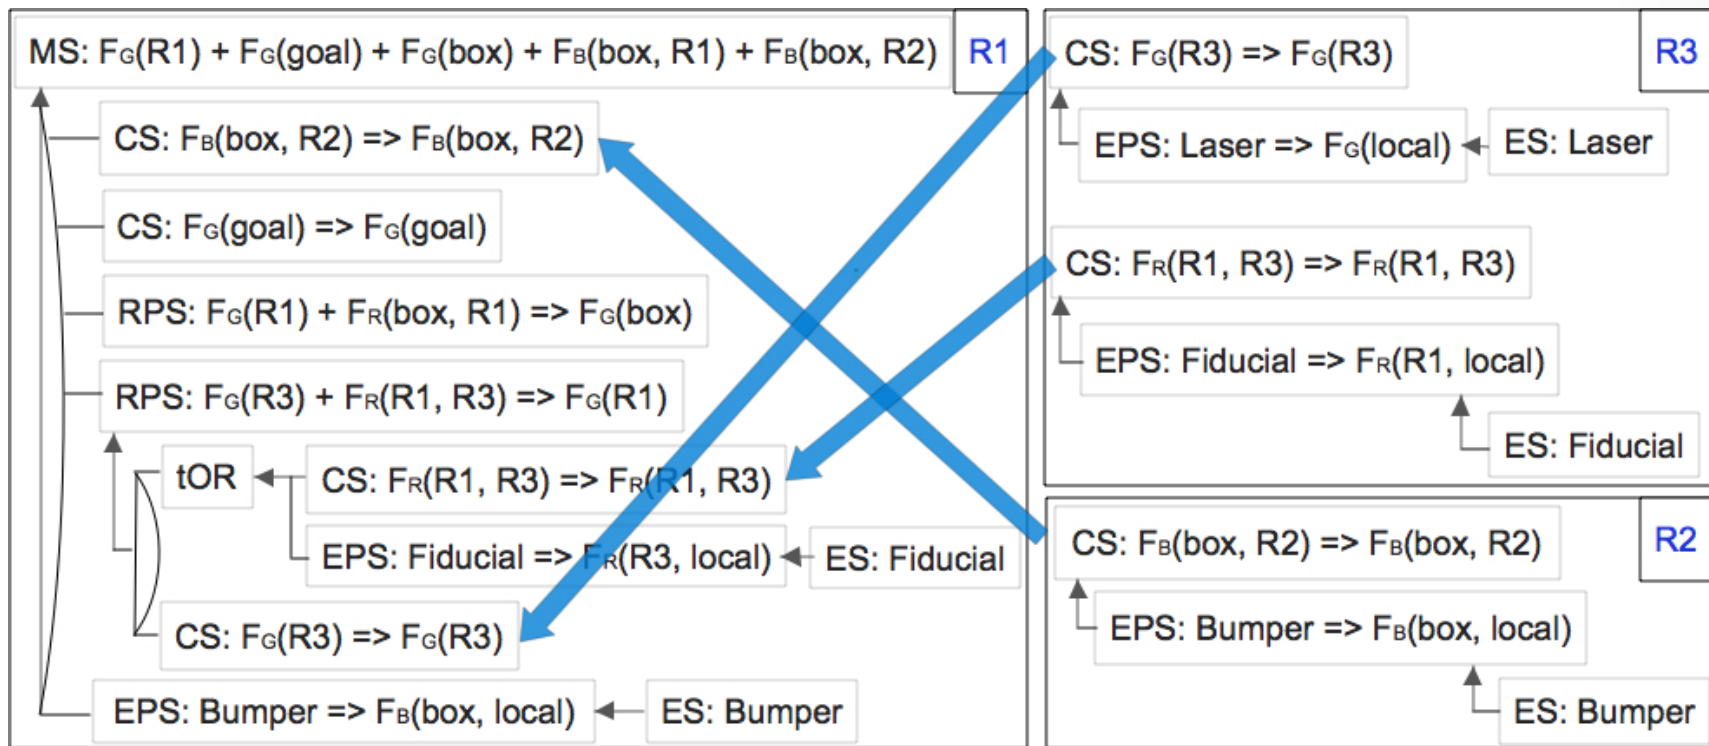 MS: FG(R1) + FG(goal) + FG(box) + FB(box, R1) + FB(box, R2)
R1
CS: FB(box, R2) => FB(box, R2)
CS: FG(goal) => FG(goal)
RPS: FG(R1) + FR(box, R1) => FG(box)
RPS: FG(R3) + FR(R1, R3) => FG(R1)
tOR
CS: FR(R1, R3) => FR(R1, R3)
EPS: Fiducial => FR(R3, local)
ES: Fiducial
CS: FG(R3) => FG(R3)
EPS: Bumper => FB(box, local)
ES: Bumper
CS: FG(R3) => FG(R3)
R3
EPS: Laser => FG(local)
ES: Laser
CS: FR(R1, R3) => FR(R1, R3)
EPS: Fiducial => FR(R1, local)
ES: Fiducial
CS: FB(box, R2) => FB(box, R2)
R2
EPS: Bumper => FB(box, local)
ES: Bumper